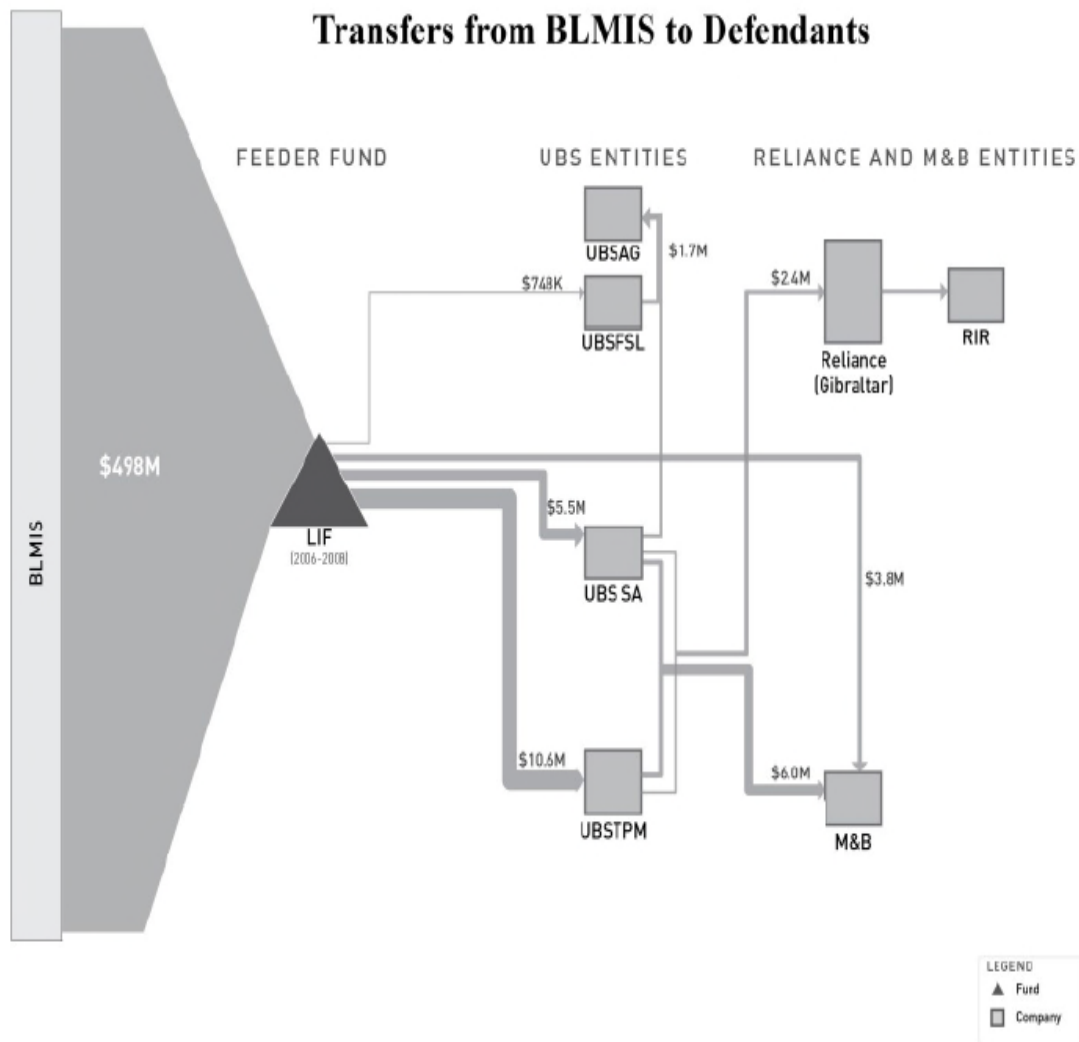 Transfers from BLMIS to Defendants
FEEDER FUND
UBS ENTITIES
RELIANCE AND M&B ENTITIES
UBSAG
$1.7M
$748K
$2.4M
UBSFSL
RIR
Reliance
(Gibraltar)
$498M
BLMIS
$5.5M
LIF
(2006-2008)
$3.8M
UBS SA
$10.6M
$6.0M
UBSTPM
M&B
LEGEND
Fund
Company